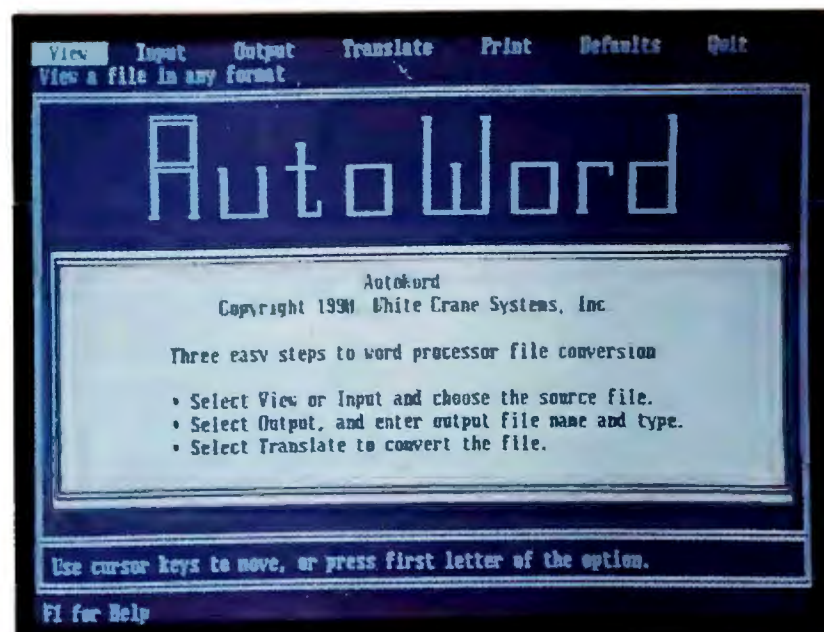 View Input Output Translate Print Defaults Quit
View a file in any format
AutoWord
AutoWord
Copyright 1990, White Crane Systems, Inc
Three easy steps to word processor file conversion
• Select View or Input and choose the source file.
• Select Output, and enter output file name and type.
• Select Translate to convert the file.
Use cursor keys to move, or press first letter of the option.
F1 for Help